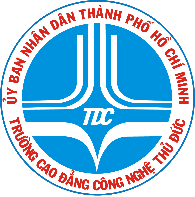 ỦY BAN NHÂN DÂN THÀNH PHỐ HỒ CHÍ MINH
TDC
TRƯỜNG CAO ĐẲNG CÔNG NGHỆ THỦ ĐỨC